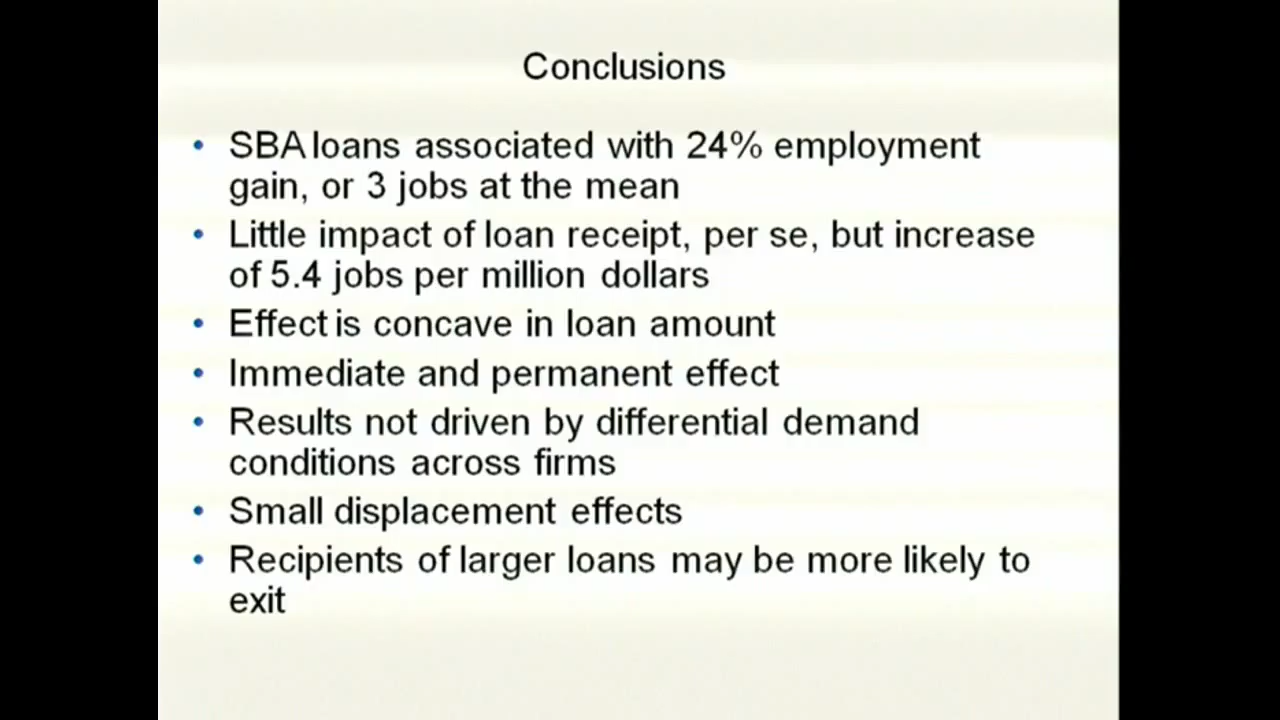 Conclusions
• SBA loans associated with 24% employment
gain, or 3 jobs at the mean
• Little impact of loan receipt, per se, but increase
of 5.4 jobs per million dollars
• Effect is concave in loan amount
• Immediate and permanent effect
• Results not driven by differential demand
conditions across firms
• Small displacement effects
• Recipients of larger loans may be more likely to
exit